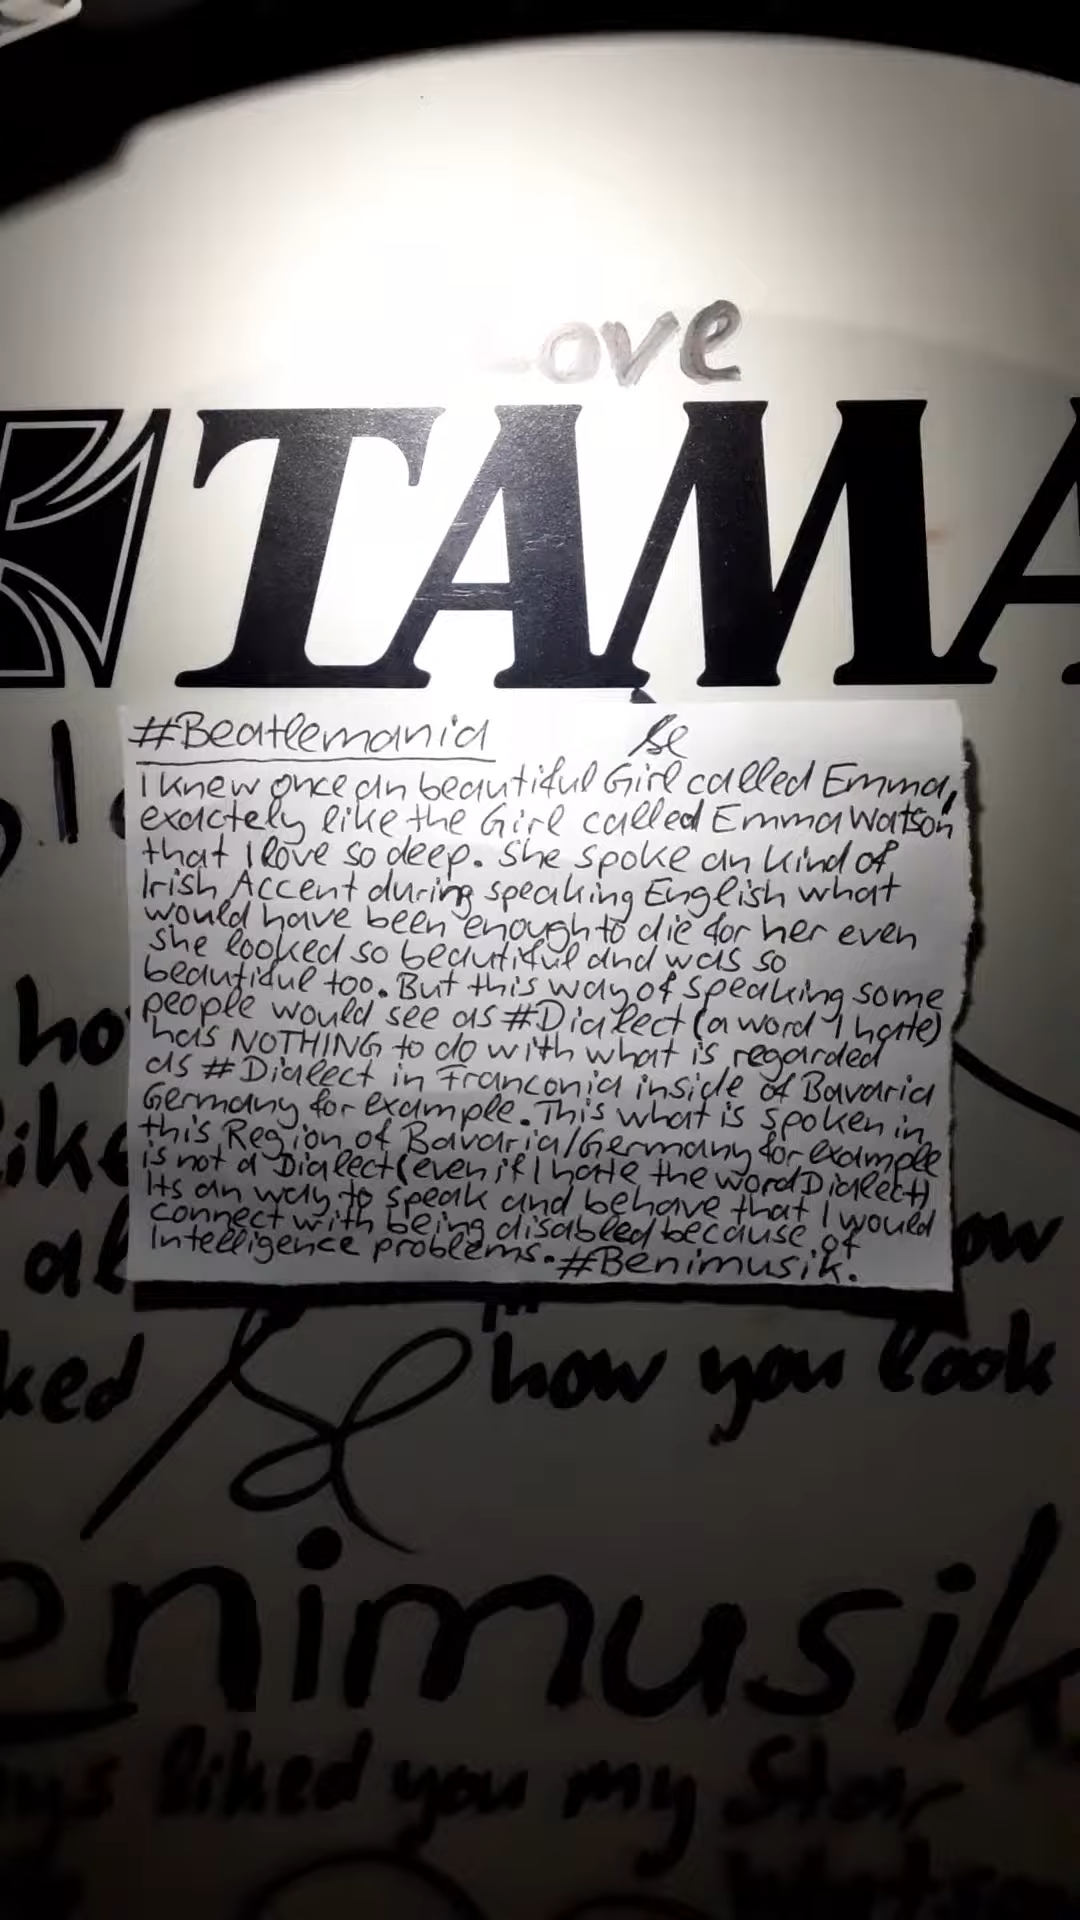 Love
TAMA
#Beatlemania
I knew once an beautiful Girl called Emma,
exactely like the Girl called Emma Watson
that I love so deep. She spoke an kind of
Irish Accent during speaking English what
would have been enough to die for her even
she looked so beautiful and was so
beautiful too. But this way of speaking some
people would see as #Dialect (a word I hate)
has NOTHING to do with what is regarded
as #Dialect in Franconia inside of Bavaria
Germany for example. This what is spoken in
this Region of Bavaria/Germany for example
is not a Dialect (even if I hate the word Dialect)
Its an way to speak and behave that I would
connect with being disabled because of
Intelligence problems. #Benimusik.
how you look
enimusik
liked you my Star